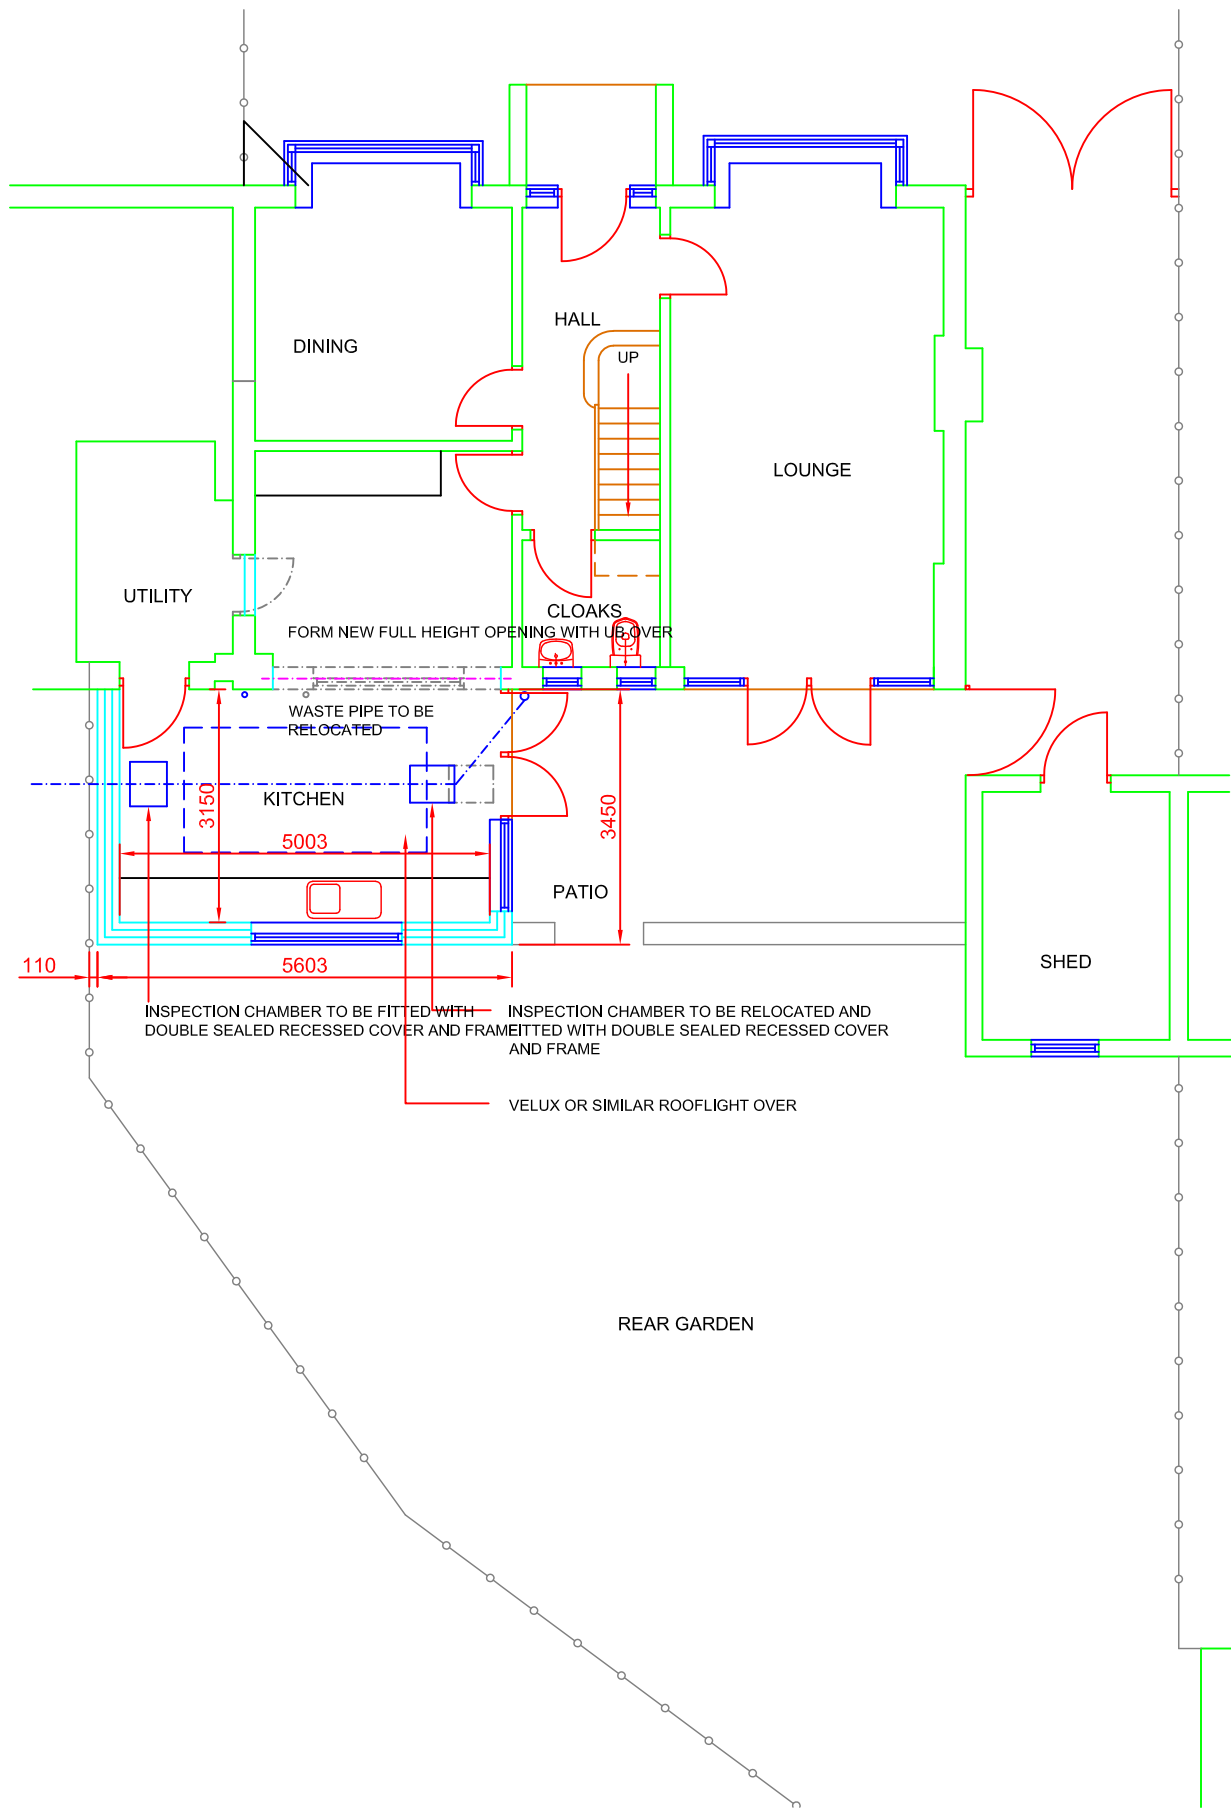 HALL
DINING
UP
LOUNGE
UTILITY
CLOAKS
FORM NEW FULL HEIGHT OPENING WITH UB OVER
WASTE PIPE TO BE
RELOCATED
KITCHEN
3150
3450
5003
PATIO
110
5603
SHED
INSPECTION CHAMBER TO BE FITTED WITH
DOUBLE SEALED RECESSED COVER AND FRAME
INSPECTION CHAMBER TO BE RELOCATED AND
FITTED WITH DOUBLE SEALED RECESSED COVER
AND FRAME
VELUX OR SIMILAR ROOFLIGHT OVER
REAR GARDEN